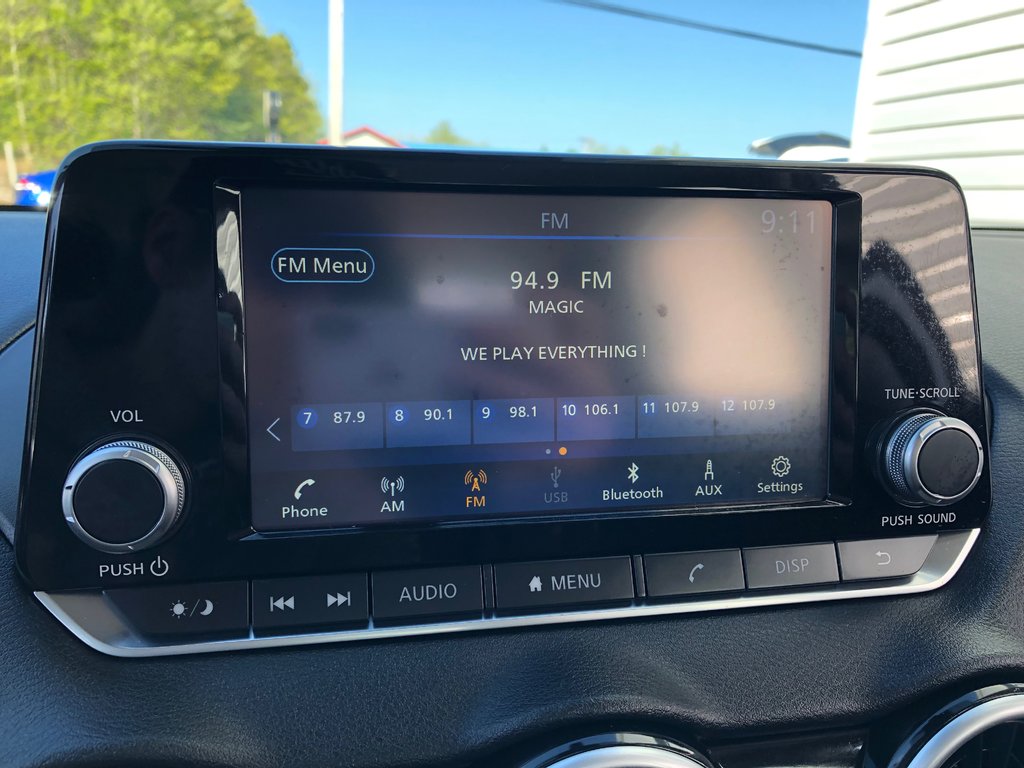 FM 9:11
FM Menu
94.9 FM
MAGIC
WE PLAY EVERYTHING !
7 87.9 8 90.1 9 98.1 10 106.1 11 107.9 12 107.9
Phone AM FM USB Bluetooth AUX Settings
VOL
PUSH
TUNE·SCROLL
PUSH SOUND
AUDIO MENU DISP